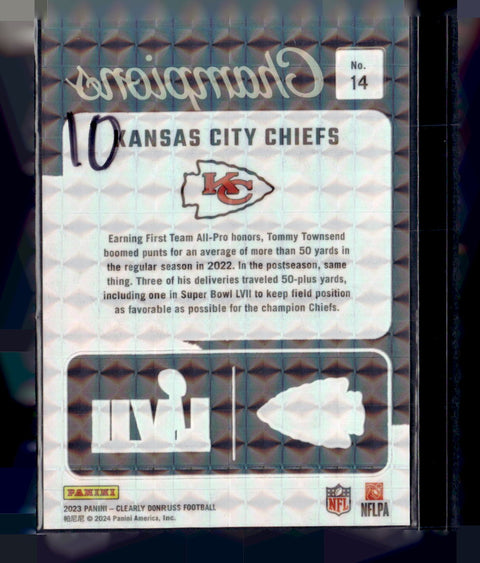 Champions
No.
14
10
KANSAS CITY CHIEFS
KC
Earning First Team All-Pro honors, Tommy Townsend
boomed punts for an average of more than 50 yards in
the regular season in 2022. In the postseason, same
thing. Three of his deliveries traveled 50-plus yards,
including one in Super Bowl LVII to keep field position
as favorable as possible for the champion Chiefs.
LVII
PANINI
2023 PANINI – CLEARLY DONRUSS FOOTBALL
帕尼尼 © 2024 Panini America, Inc.
NFL
NFLPA